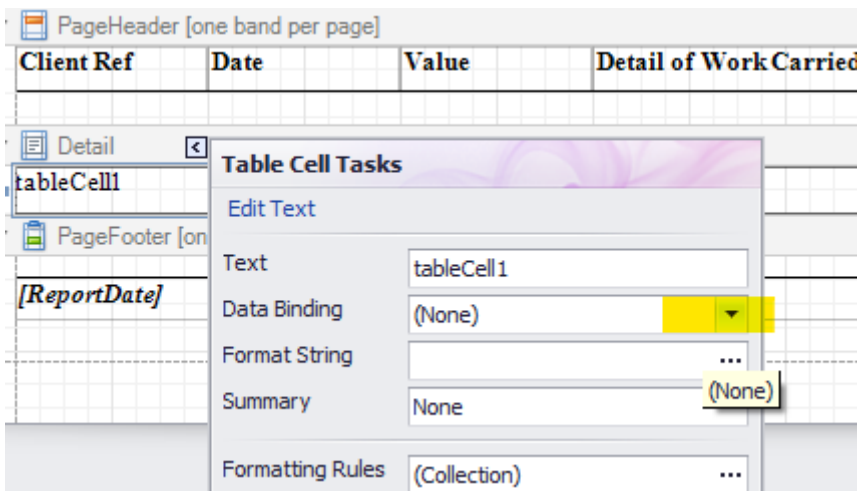 PageHeader [one band per page]
Client Ref Date Value Detail of Work Carried
Detail
tableCell1
PageFooter [on
[ReportDate]
Table Cell Tasks
Edit Text
Text tableCell1
Data Binding (None)
Format String ...
(None)
Summary None
Formatting Rules (Collection) ...